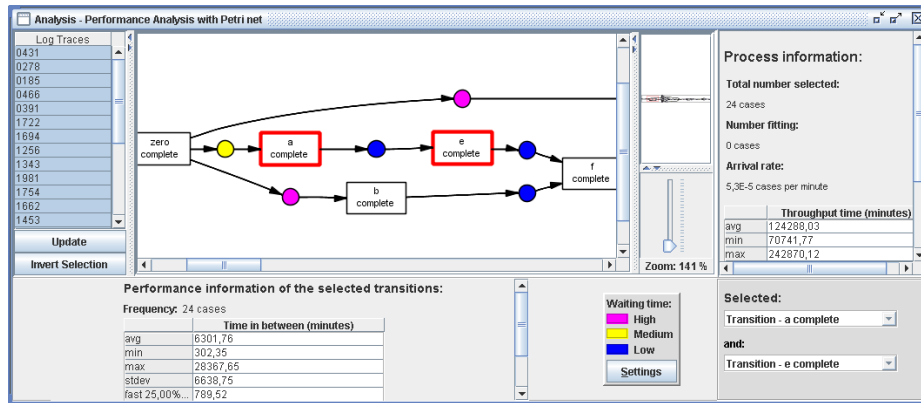 Analysis - Performance Analysis with Petri net
Log Traces
0431
0278
0185
0466
0391
1722
1694
1256
1343
1981
1754
1662
1453
Update
Invert Selection
zero
complete
a
complete
e
complete
b
complete
f
complete
Zoom: 141 %
Process information:
Total number selected:
24 cases
Number fitting:
0 cases
Arrival rate:
5,3E-5 cases per minute
Throughput time (minutes)
avg 124288,03
min 70741,77
max 242870,12
Performance information of the selected transitions:
Frequency: 24 cases
Time in between (minutes)
avg 6301,76
min 302,35
max 28367,65
stdev 6638,75
fast 25,00%... 789,52
Waiting time:
High
Medium
Low
Settings
Selected:
Transition - a complete
and:
Transition - e complete